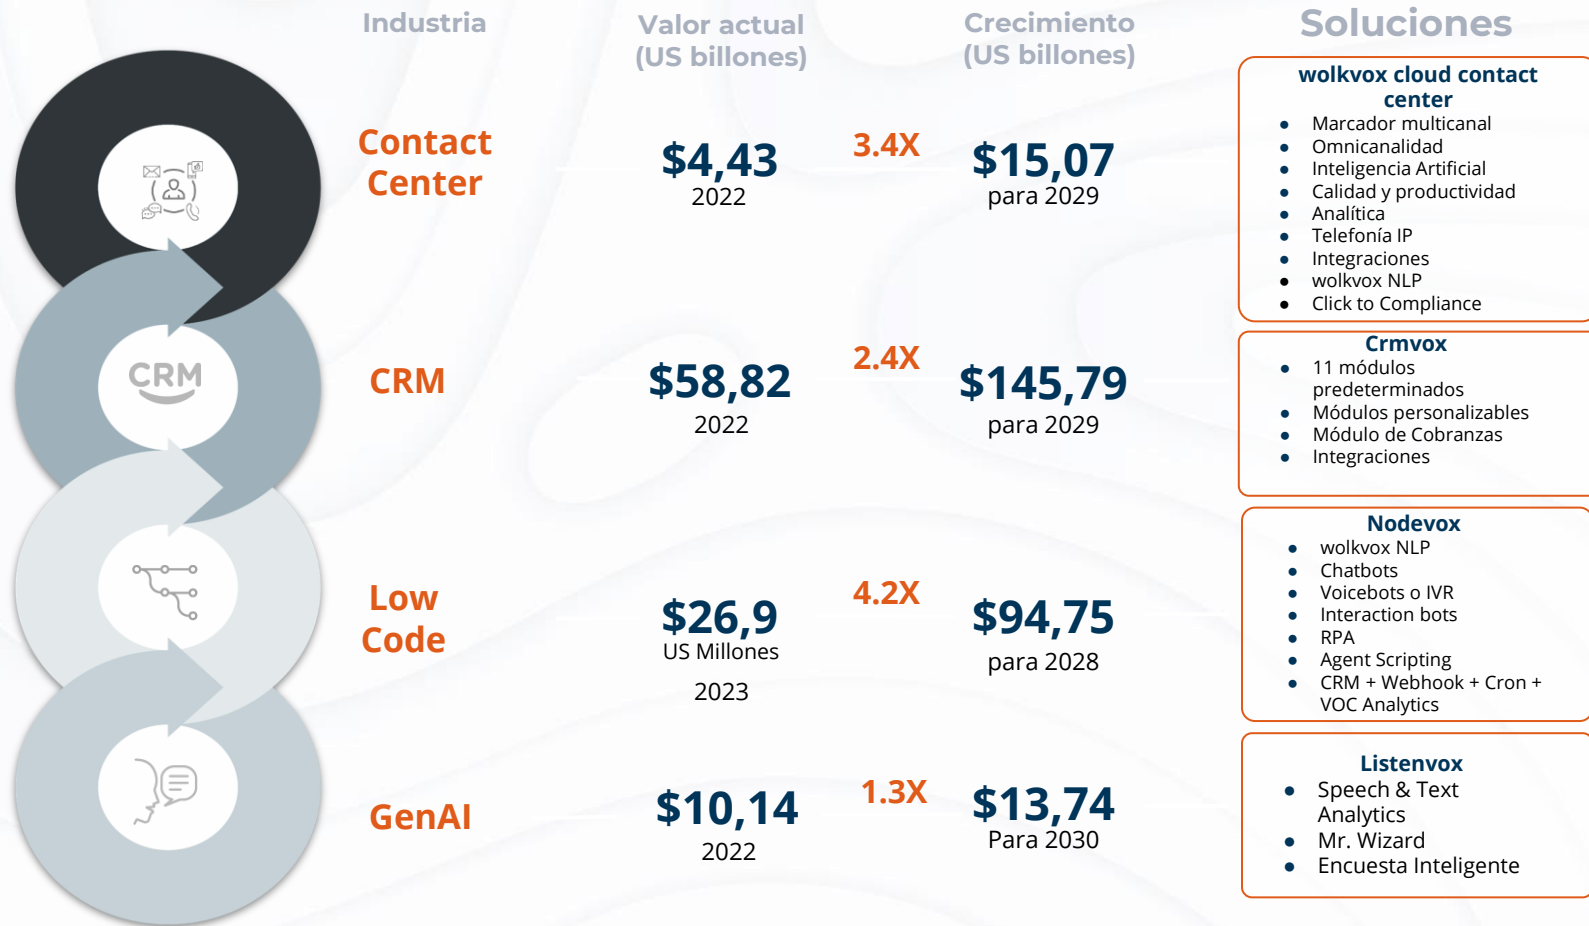 Industria
Valor actual
(US billones)
Crecimiento
(US billones)
Soluciones
Contact
Center
$4,43
2022
3.4X
$15,07
para 2029
wolkvox cloud contact
center
● Marcador multicanal
● Omnicanalidad
● Inteligencia Artificial
● Calidad y productividad
● Analítica
● Telefonía IP
● Integraciones
● wolkvox NLP
● Click to Compliance
CRM
CRM
$58,82
2022
2.4X
$145,79
para 2029
Crmvox
● 11 módulos
predeterminados
● Módulos personalizables
● Módulo de Cobranzas
● Integraciones
Low
Code
$26,9
US Millones
2023
4.2X
$94,75
para 2028
Nodevox
● wolkvox NLP
● Chatbots
● Voicebots o IVR
● Interaction bots
● RPA
● Agent Scripting
● CRM + Webhook + Cron +
VOC Analytics
GenAI
$10,14
2022
1.3X
$13,74
Para 2030
Listenvox
● Speech & Text
Analytics
● Mr. Wizard
● Encuesta Inteligente